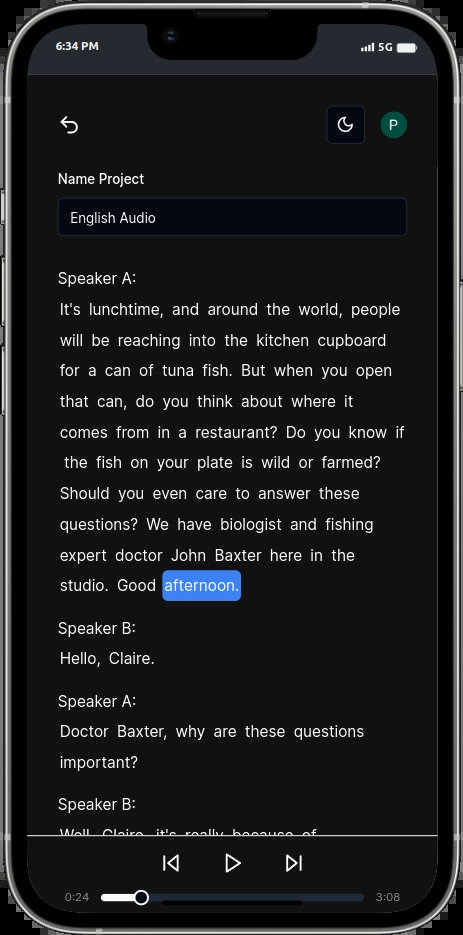 6:34 PM
5G
P
Name Project
English Audio
Speaker A:
It's lunchtime, and around the world, people
will be reaching into the kitchen cupboard
for a can of tuna fish. But when you open
that can, do you think about where it
comes from in a restaurant? Do you know if
the fish on your plate is wild or farmed?
Should you even care to answer these
questions? We have biologist and fishing
expert doctor John Baxter here in the
studio. Good afternoon.
Speaker B:
Hello, Claire.
Speaker A:
Doctor Baxter, why are these questions
important?
Speaker B:
Well, Claire, it's really because of
0:24
3:08